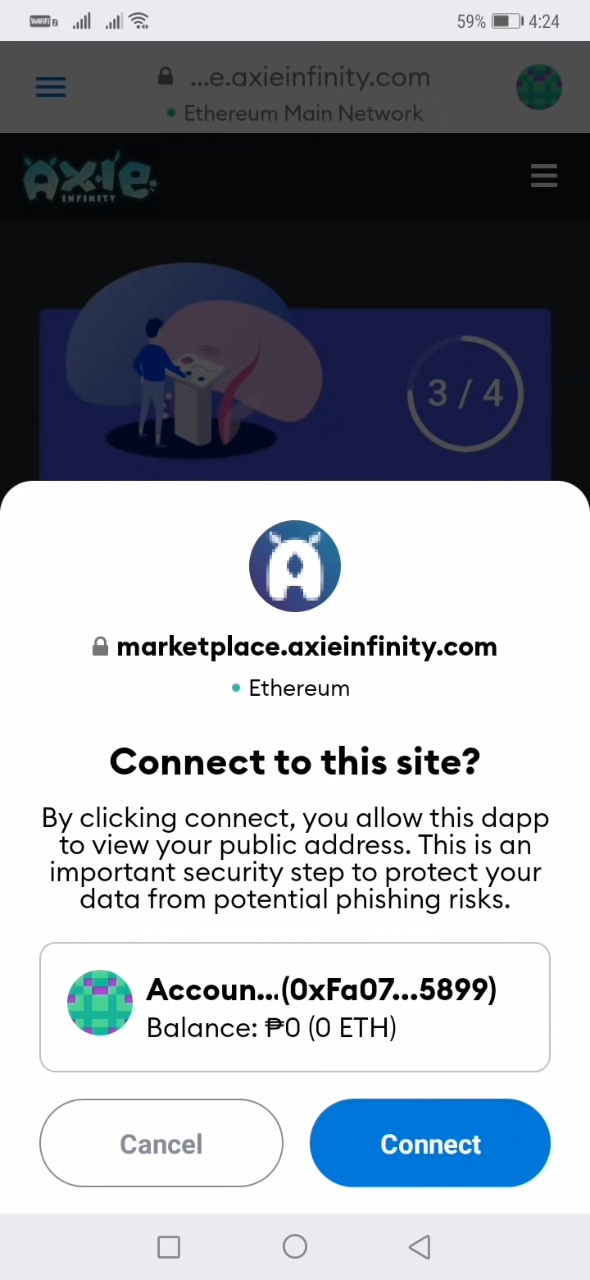 VoWiFi 2
59% 4:24
...e.axieinfinity.com
Ethereum Main Network
AXIE
INFINITY
3 / 4
marketplace.axieinfinity.com
Ethereum
Connect to this site?
By clicking connect, you allow this dapp
to view your public address. This is an
important security step to protect your
data from potential phishing risks.
Accoun...(0xFa07...5899)
Balance: ₱0 (0 ETH)
Cancel
Connect